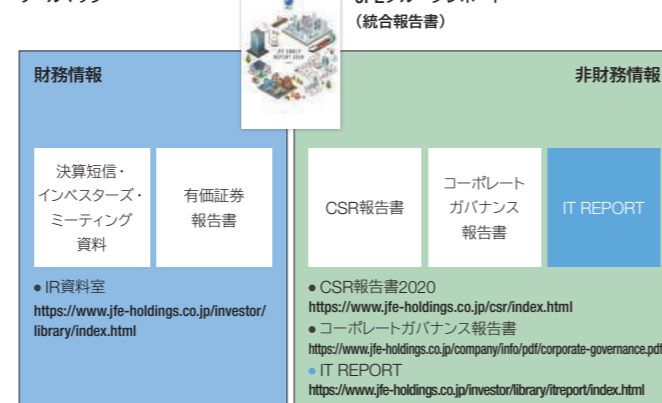 （統合報告書）
財務情報
非財務情報
決算短信・
インベスターズ・
ミーティング
資料
有価証券
報告書
CSR報告書
コーポレート
ガバナンス
報告書
IT REPORT
● IR資料室
https://www.jfe-holdings.co.jp/investor/
library/index.html
● CSR報告書2020
https://www.jfe-holdings.co.jp/csr/index.html
● コーポレートガバナンス報告書
https://www.jfe-holdings.co.jp/company/info/pdf/corporate-governance.pdf
● IT REPORT
https://www.jfe-holdings.co.jp/investor/library/itreport/index.html